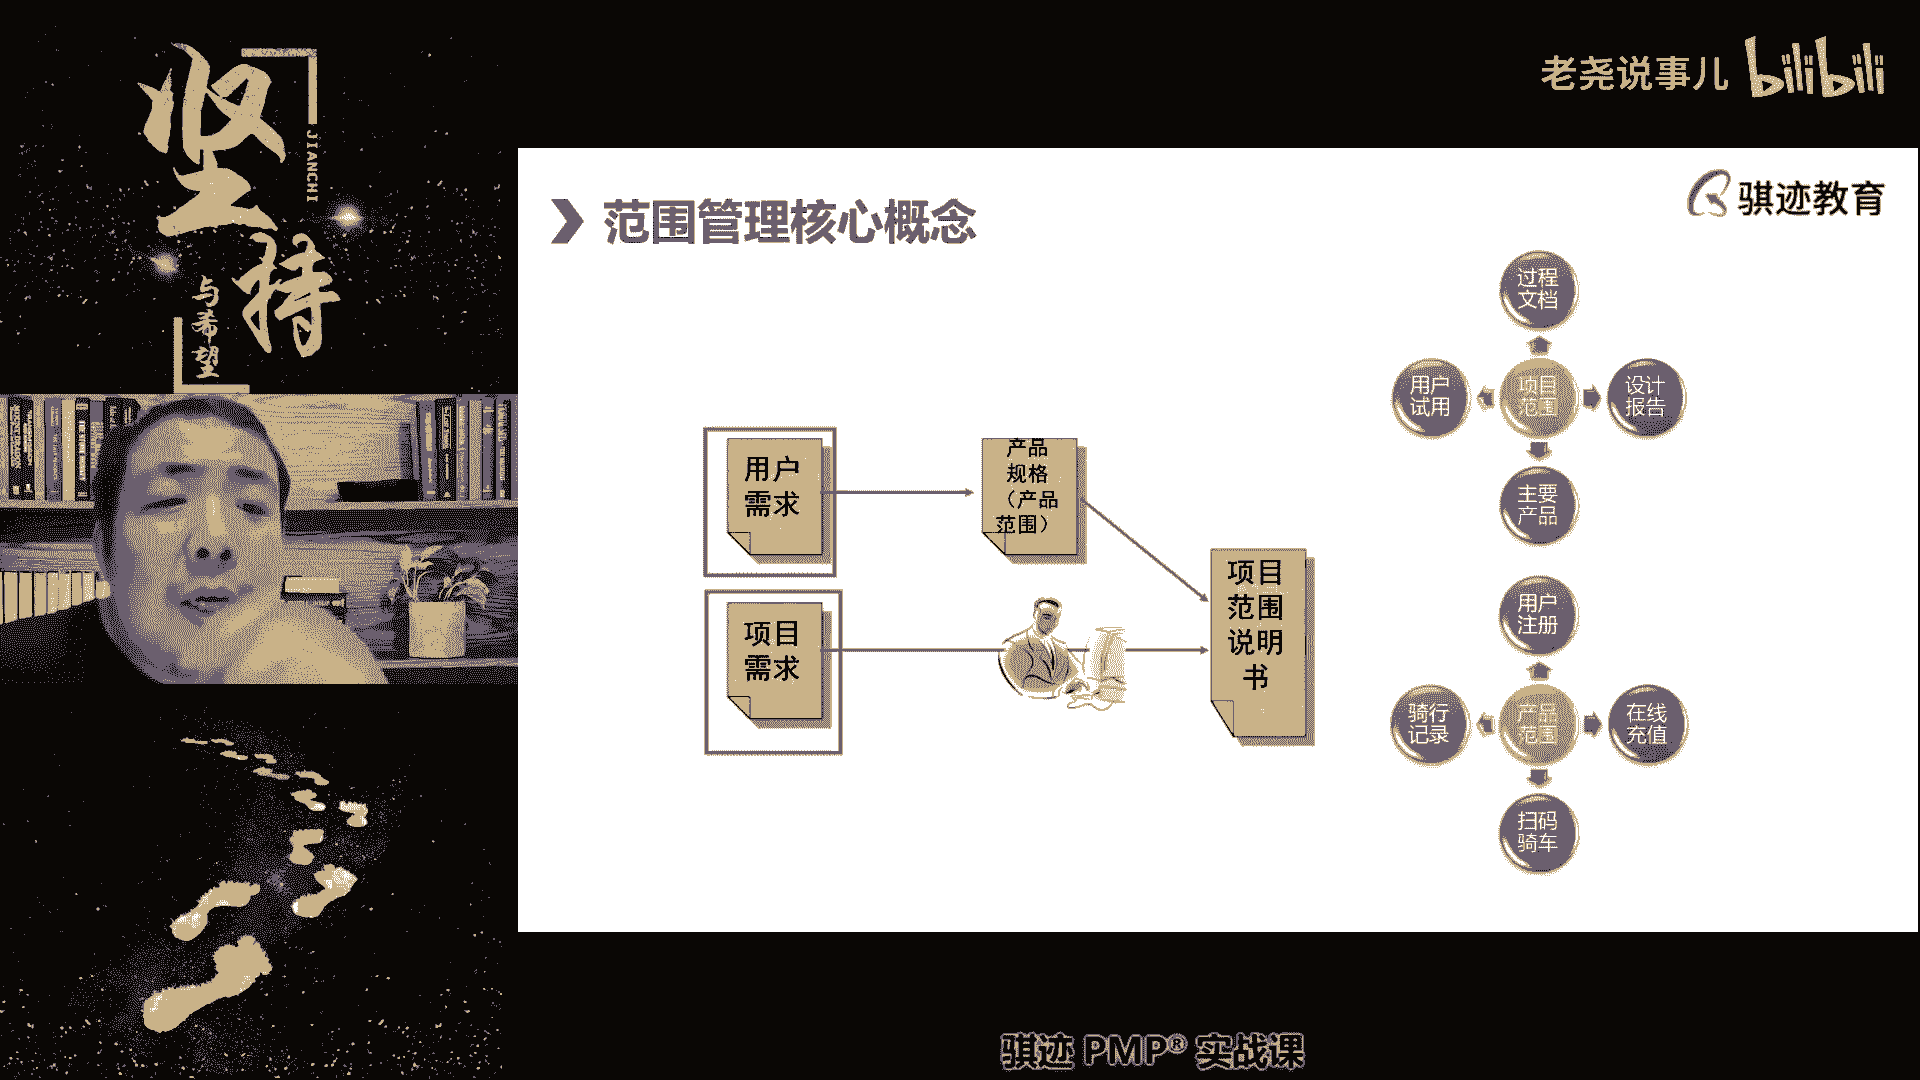 坚持
JIANCHI
与希望
老尧说事儿 bilibili
骐迹教育
范围管理核心概念
用户
需求
产品
规格
（产品
范围）
项目
需求
项目
范围
说明
书
过程
文档
用户
试用
项目
范围
设计
报告
主要
产品
用户
注册
骑行
记录
产品
范围
在线
充值
扫码
骑车
骐迹 PMP® 实战课